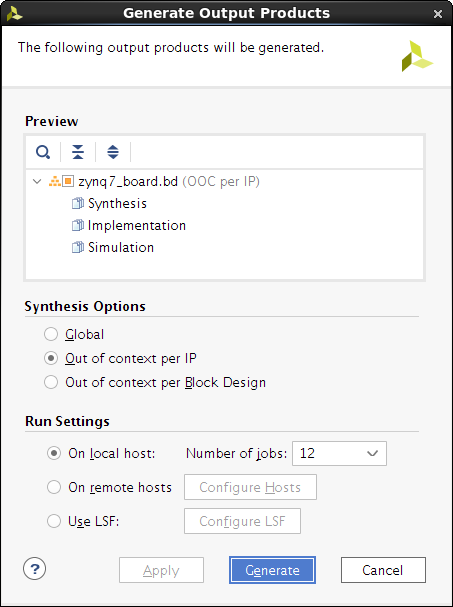 Generate Output Products
The following output products will be generated.
Preview
zynq7_board.bd (OOC per IP)
Synthesis
Implementation
Simulation
Synthesis Options
Global
Out of context per IP
Out of context per Block Design
Run Settings
On local host: Number of jobs: 12
On remote hosts Configure Hosts
Use LSF: Configure LSF
? Apply Generate Cancel